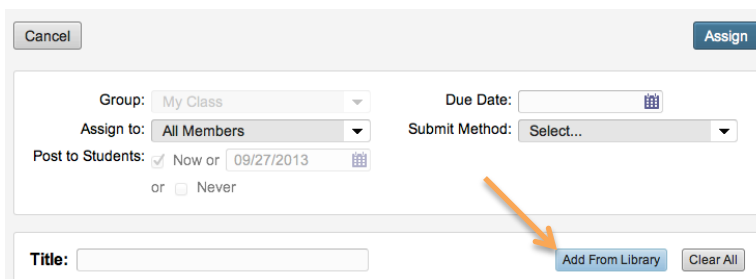 Cancel
Assign
Group: My Class
Due Date:
Assign to: All Members
Submit Method: Select...
Post to Students: Now or 09/27/2013
or Never
Title:
Add From Library
Clear All